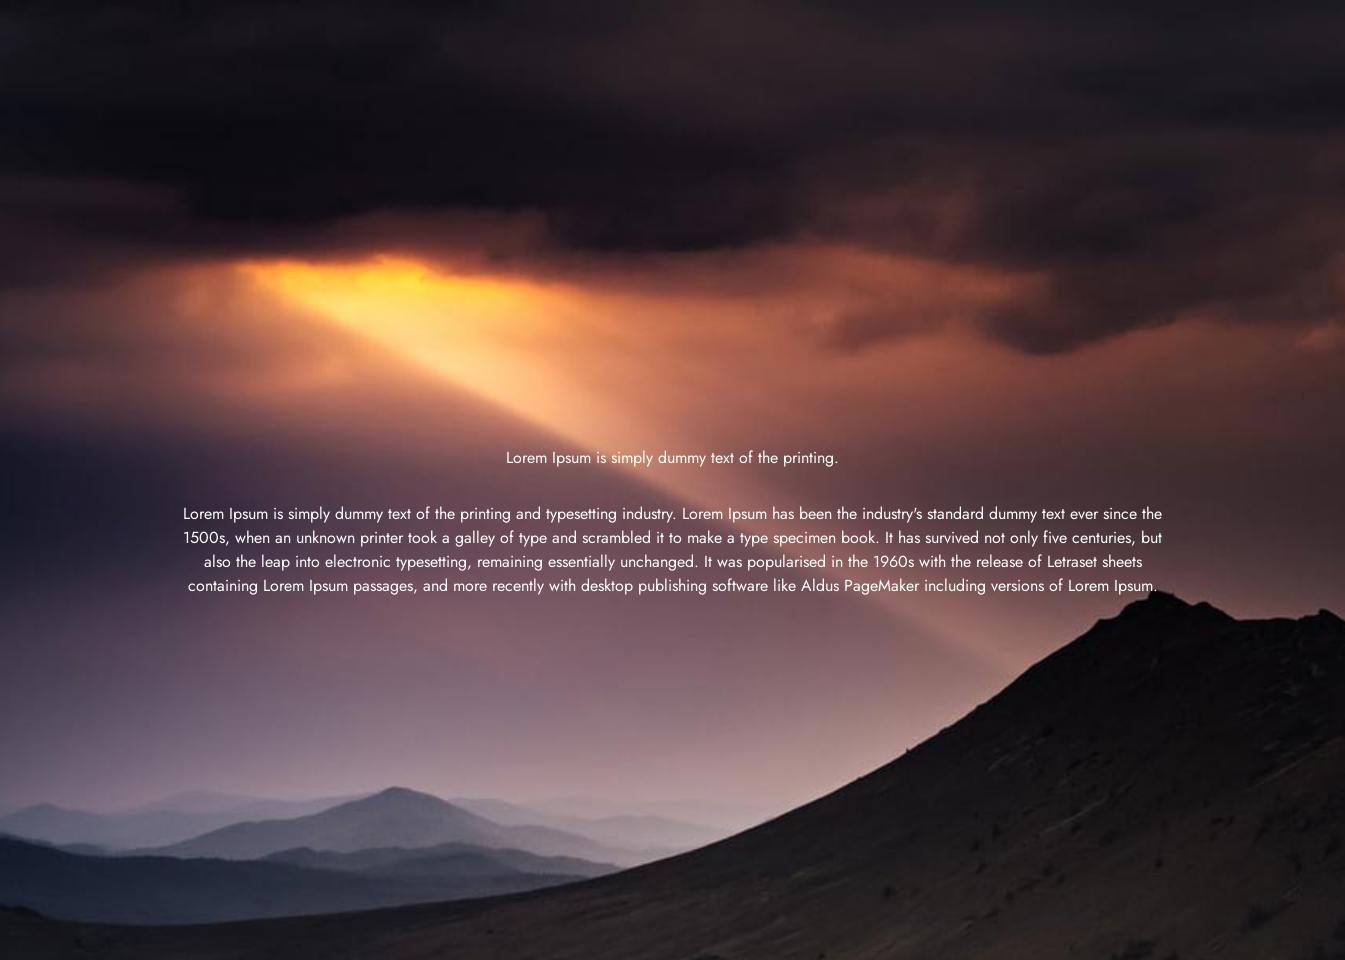 Lorem Ipsum is simply dummy text of the printing.
Lorem Ipsum is simply dummy text of the printing and typesetting industry. Lorem Ipsum has been the industry's standard dummy text ever since the
1500s, when an unknown printer took a galley of type and scrambled it to make a type specimen book. It has survived not only five centuries, but
also the leap into electronic typesetting, remaining essentially unchanged. It was popularised in the 1960s with the release of Letraset sheets
containing Lorem Ipsum passages, and more recently with desktop publishing software like Aldus PageMaker including versions of Lorem Ipsum.